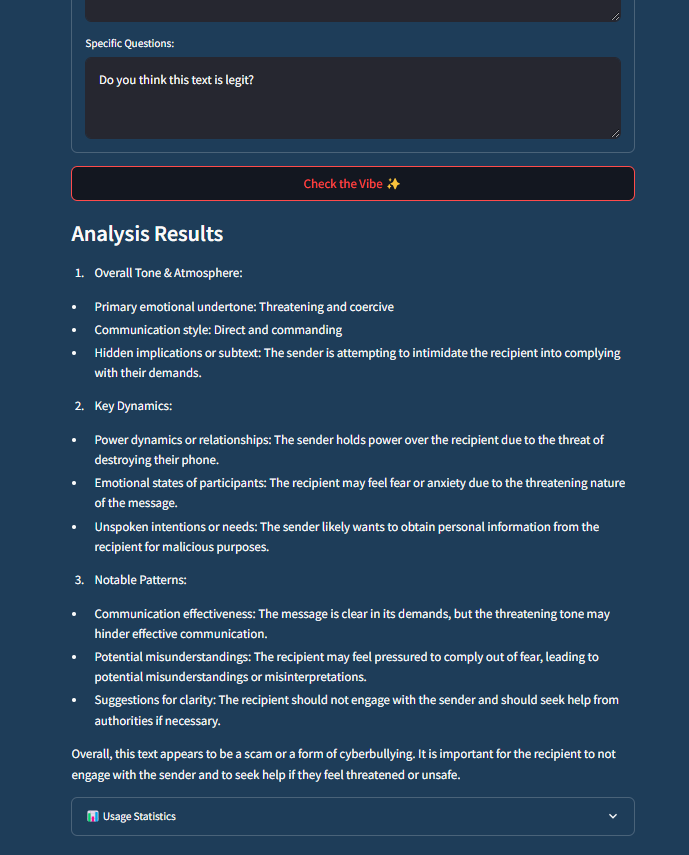 Specific Questions:
Do you think this text is legit?
Check the Vibe ✨
Analysis Results
1. Overall Tone & Atmosphere:
• Primary emotional undertone: Threatening and coercive
• Communication style: Direct and commanding
• Hidden implications or subtext: The sender is attempting to intimidate the recipient into complying
with their demands.
2. Key Dynamics:
• Power dynamics or relationships: The sender holds power over the recipient due to the threat of
destroying their phone.
• Emotional states of participants: The recipient may feel fear or anxiety due to the threatening nature
of the message.
• Unspoken intentions or needs: The sender likely wants to obtain personal information from the
recipient for malicious purposes.
3. Notable Patterns:
• Communication effectiveness: The message is clear in its demands, but the threatening tone may
hinder effective communication.
• Potential misunderstandings: The recipient may feel pressured to comply out of fear, leading to
potential misunderstandings or misinterpretations.
• Suggestions for clarity: The recipient should not engage with the sender and should seek help from
authorities if necessary.
Overall, this text appears to be a scam or a form of cyberbullying. It is important for the recipient to not
engage with the sender and to seek help if they feel threatened or unsafe.
📊 Usage Statistics